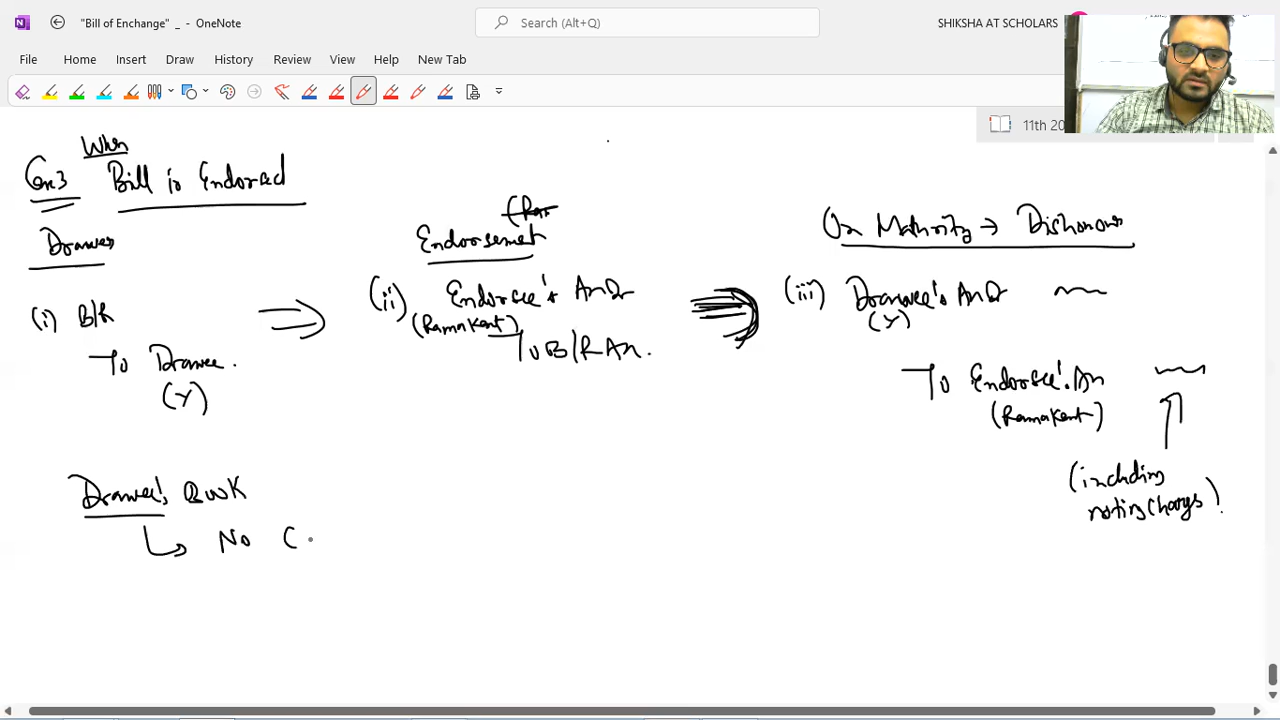 "Bill of Enchange" _ - OneNote
Search (Alt+Q)
SHIKSHA AT SCHOLARS
File Home Insert Draw History Review View Help New Tab
11th 20
When
Case3 Bill is Endorsed
Drawer
(i) B/R
To Drawee.
(Y)
Endorsement
(ii) Endorsee's A/c Dr
(Ramakant)
To B/R A/c.
On Maturity → Dishonour
(iii) Drawee's A/c Dr
(Y)
To Endorsee's A/c
(Ramakant)
(including
noting charges)
Drawee's Book
No C